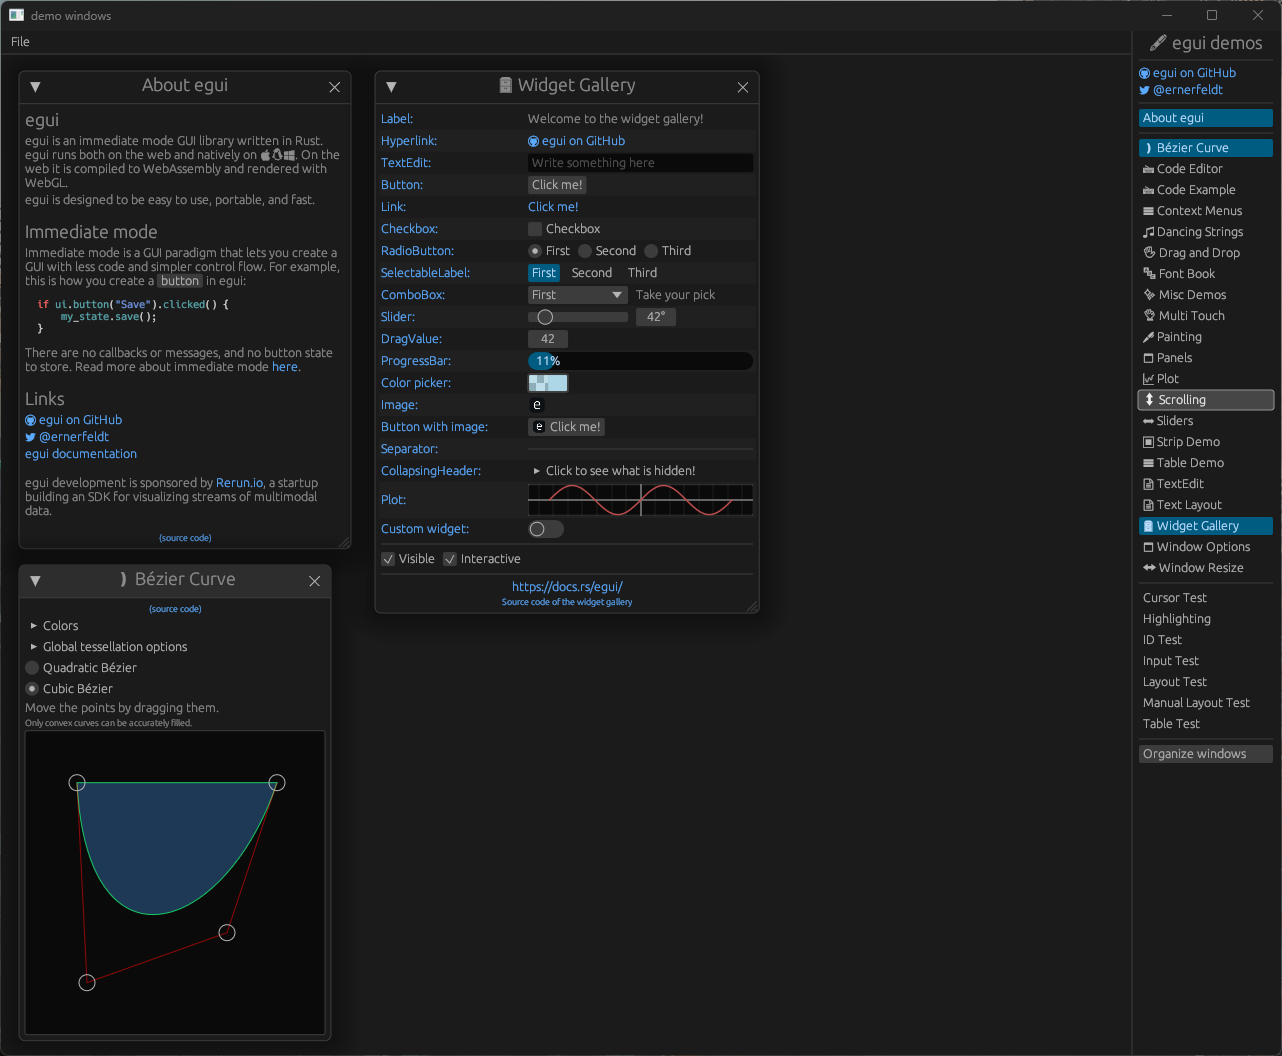 demo windows
File
About egui
egui
egui is an immediate mode GUI library written in Rust.
egui runs both on the web and natively on . On the
web it is compiled to WebAssembly and rendered with
WebGL.
egui is designed to be easy to use, portable, and fast.
Immediate mode
Immediate mode is a GUI paradigm that lets you create a
GUI with less code and simpler control flow. For example,
this is how you create a button in egui:
if ui.button("Save").clicked() {
my_state.save();
}
There are no callbacks or messages, and no button state
to store. Read more about immediate mode here.
Links
egui on GitHub
@ernerfeldt
egui documentation
egui development is sponsored by Rerun.io, a startup
building an SDK for visualizing streams of multimodal
data.
(source code)
Bézier Curve
(source code)
Colors
Global tessellation options
Quadratic Bézier
Cubic Bézier
Move the points by dragging them.
Only convex curves can be accurately filled.
Widget Gallery
Label: Welcome to the widget gallery!
Hyperlink: egui on GitHub
TextEdit: Write something here
Button: Click me!
Link: Click me!
Checkbox: Checkbox
RadioButton: First Second Third
SelectableLabel: First Second Third
ComboBox: First Take your pick
Slider: 42°
DragValue: 42
ProgressBar: 11%
Color picker:
Image: e
Button with image: e Click me!
Separator:
CollapsingHeader: Click to see what is hidden!
Plot:
Custom widget:
Visible Interactive
https://docs.rs/egui/
Source code of the widget gallery
egui demos
egui on GitHub
@ernerfeldt
About egui
Bézier Curve
Code Editor
Code Example
Context Menus
Dancing Strings
Drag and Drop
Font Book
Misc Demos
Multi Touch
Painting
Panels
Plot
Scrolling
Sliders
Strip Demo
Table Demo
TextEdit
Text Layout
Widget Gallery
Window Options
Window Resize
Cursor Test
Highlighting
ID Test
Input Test
Layout Test
Manual Layout Test
Table Test
Organize windows